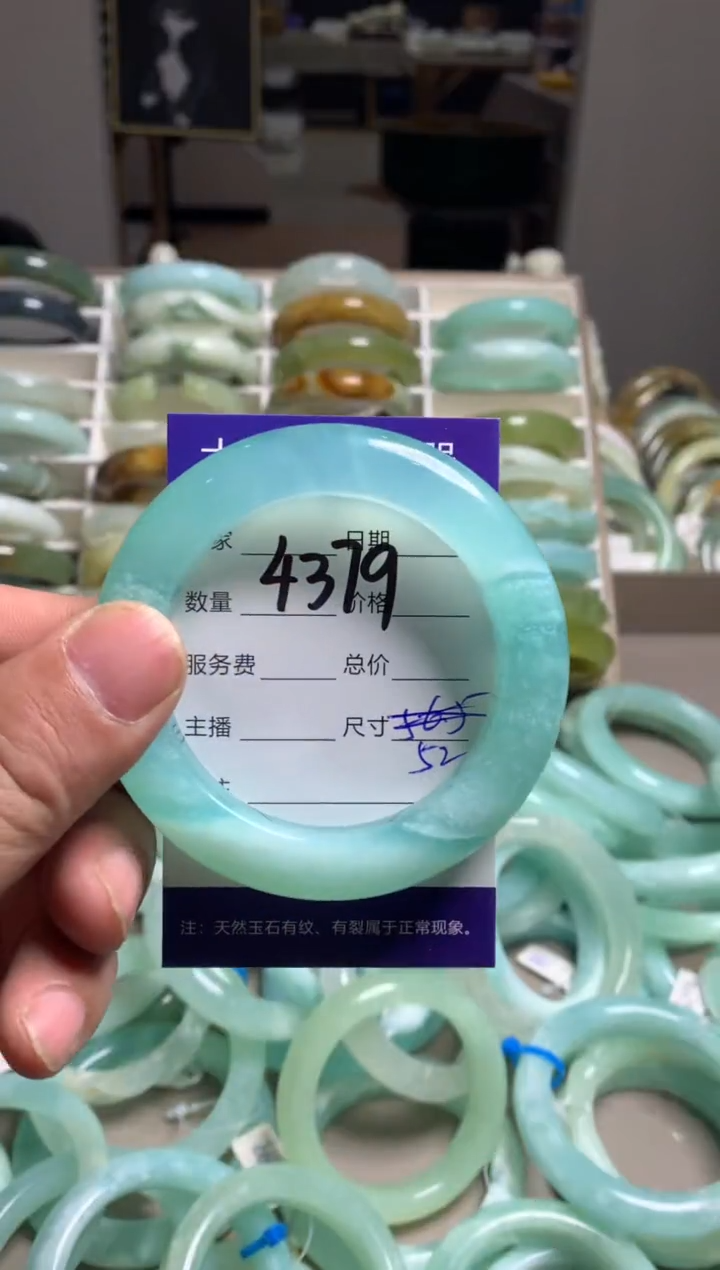 家 日期
4379
数量 价格
服务费 总价
主播 尺寸
52
注：天然玉石有纹、有裂属于正常现象。